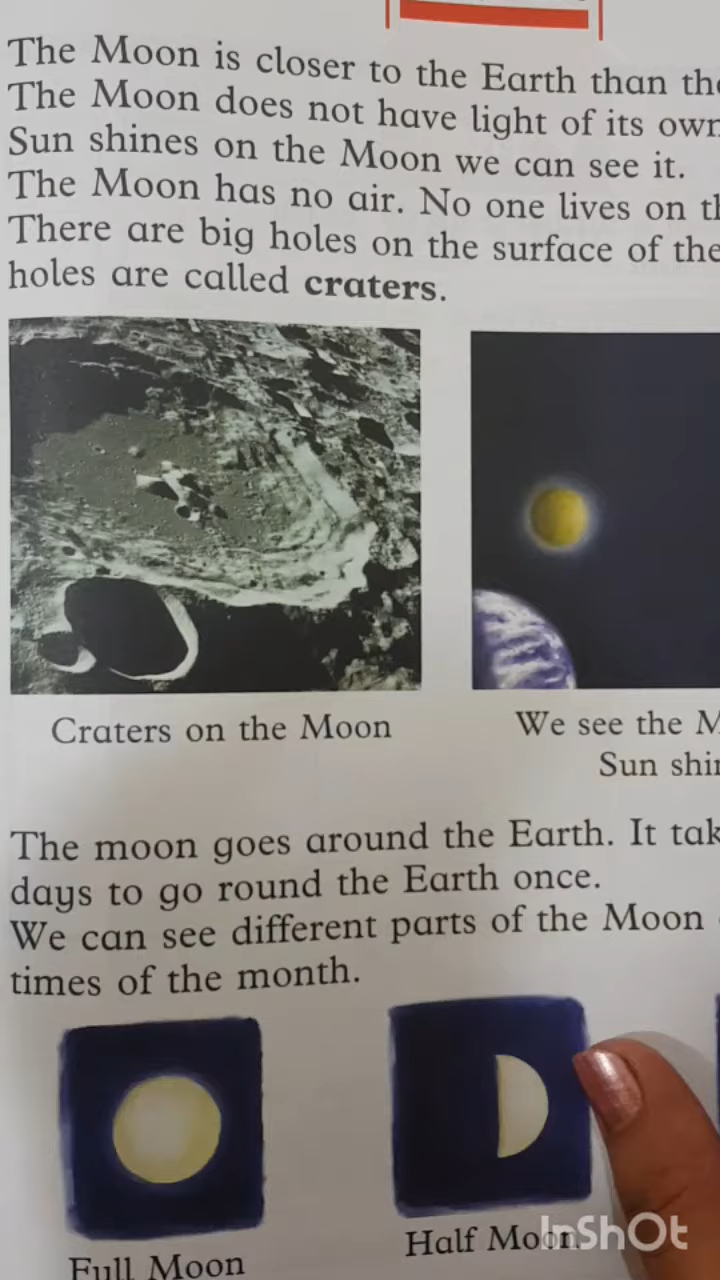 The Moon is closer to the Earth than
The Moon does not have light of its own
Sun shines on the Moon we can see it.
The Moon has no air. No one lives on
There are big holes on the surface of the
holes are called craters.
Craters on the Moon
We see the
Sun
The moon goes around the Earth. It
days to go round the Earth once.
We can see different parts of the Moon
times of the month.
Full Moon
Half Moon
InShOt